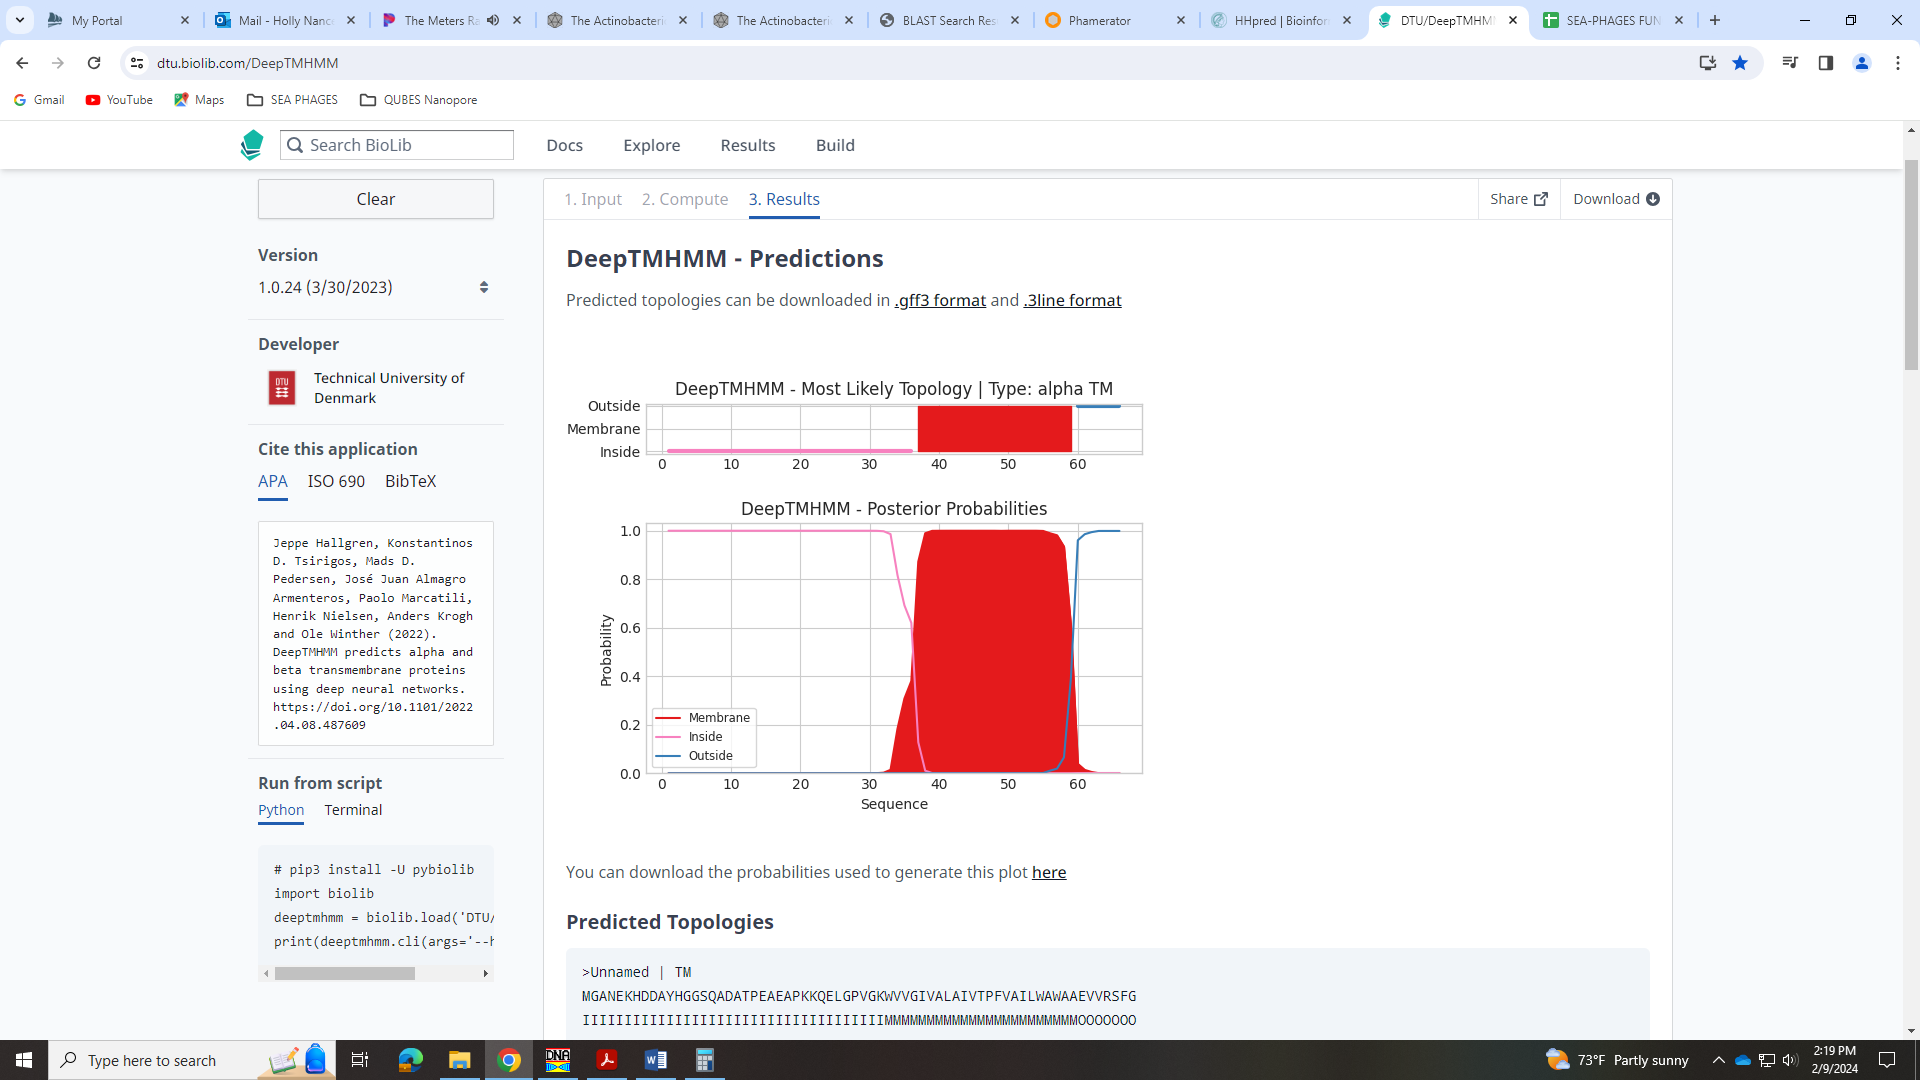 My Portal
Mail - Holly Nance
The Meters Ra
The Actinobacteri
The Actinobacteri
BLAST Search Res
Phamerator
HHpred | Bioinfor
DTU/DeepTMHM
SEA-PHAGES FUN
dtu.biolib.com/DeepTMHMM
Gmail
YouTube
Maps
SEA PHAGES
QUBES Nanopore
Search BioLib
Docs
Explore
Results
Build
Clear
Version
1.0.24 (3/30/2023)
Developer
DTU
Technical University of
Denmark
Cite this application
APA ISO 690 BibTeX
Jeppe Hallgren, Konstantinos
D. Tsirigos, Mads D.
Pedersen, José Juan Almagro
Armenteros, Paolo Marcatili,
Henrik Nielsen, Anders Krogh
and Ole Winther (2022).
DeepTMHMM predicts alpha and
beta transmembrane proteins
using deep neural networks.
https://doi.org/10.1101/2022
.04.08.487609
Run from script
Python Terminal
# pip3 install -U pybiolib
import biolib
deeptmhmm = biolib.load('DTU/
print(deeptmhmm.cli(args='--h
1. Input 2. Compute 3. Results
Share
Download
DeepTMHMM - Predictions
Predicted topologies can be downloaded in .gff3 format and .3line format
DeepTMHMM - Most Likely Topology | Type: alpha TM
Outside
Membrane
Inside
0 10 20 30 40 50 60
DeepTMHMM - Posterior Probabilities
1.0
0.8
0.6
0.4
0.2
0.0
Probability
Membrane
Inside
Outside
0 10 20 30 40 50 60
Sequence
You can download the probabilities used to generate this plot here
Predicted Topologies
>Unnamed | TM
MGANEKHDDAYHGGSQADATPEAEAPKKQELGPVGKWVVGIVALAIVTPFVAILWAWAAEVVRSFG
IIIIIIIIIIIIIIIIIIIIIIIIIIIIIIIIIIIIMMMMMMMMMMMMMMMMMMMMMMMOOOOOOO
Type here to search
DNA
73°F Partly sunny
2:19 PM
2/9/2024